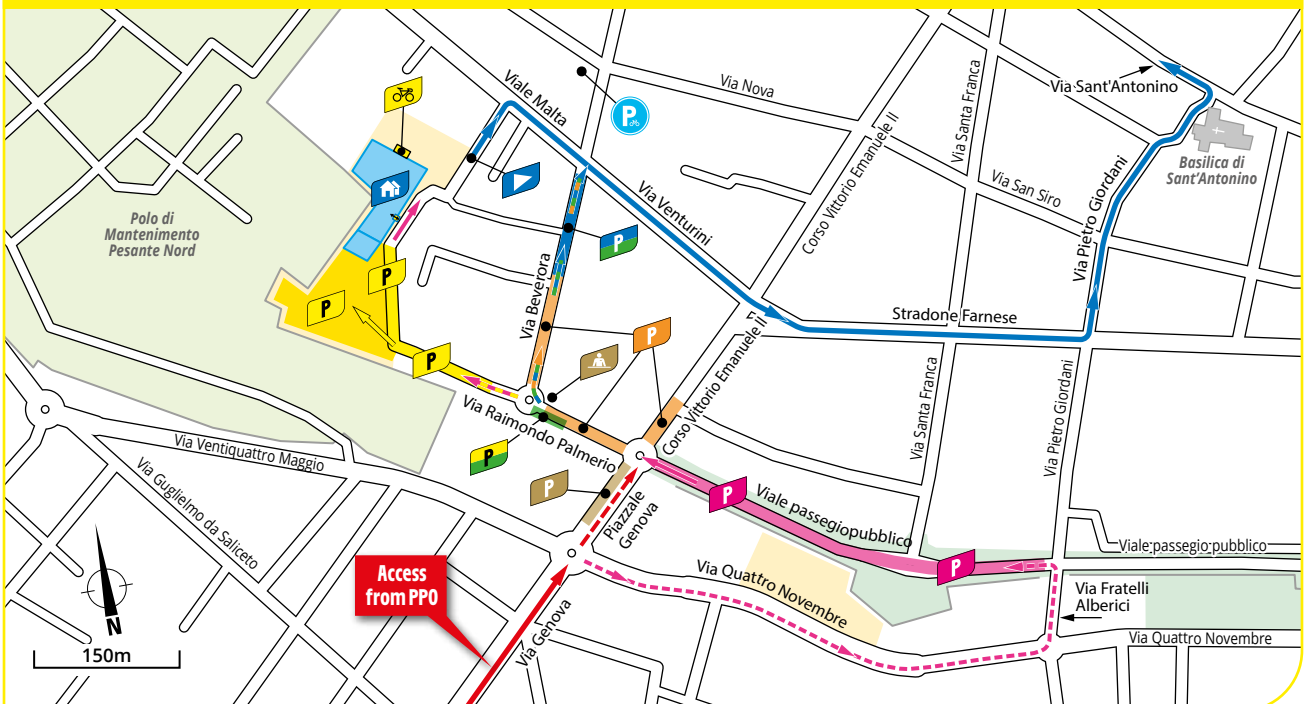 Via Sant'Antonino
Via Nova
Viale Malta
P
Via Santa Franca
Corso Vittorio Emanuele II
Basilica di
Sant'Antonino
Via San Siro
Via Venturini
Via Pietro Giordani
Polo di
Mantenimento
Pesante Nord
P
P
P
Via Beverora
Stradone Farnese
P
P
Corso Vittorio Emanuele II
Via Santa Franca
Via Pietro Giordani
Via Raimondo Palmerio
Via Ventiquattro Maggio
P
P
Via Guglielmo da Saliceto
Piazzale
Genova
P
Viale passegiopubblico
Viale passegio pubblico
P
Access
from PPO
Via Quattro Novembre
Via Fratelli
Alberici
Via Quattro Novembre
Via Genova
N
150m